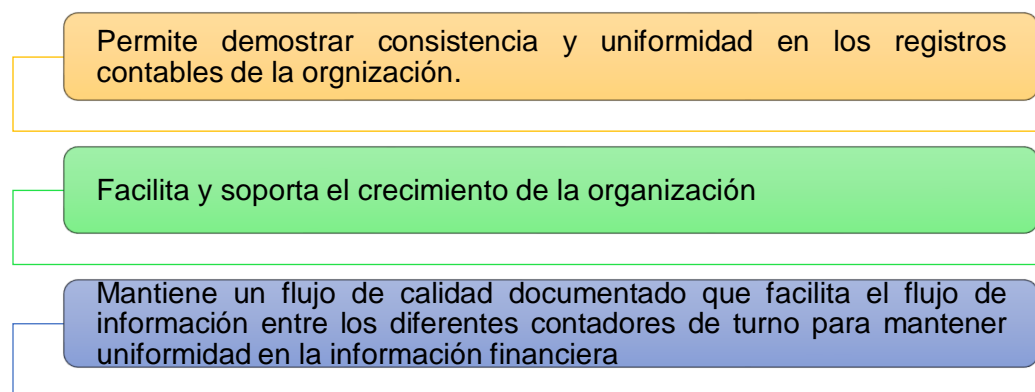 Permite demostrar consistencia y uniformidad en los registros
contables de la orgnización.
Facilita y soporta el crecimiento de la organización
Mantiene un flujo de calidad documentado que facilita el flujo de
información entre los diferentes contadores de turno para mantener
uniformidad en la información financiera